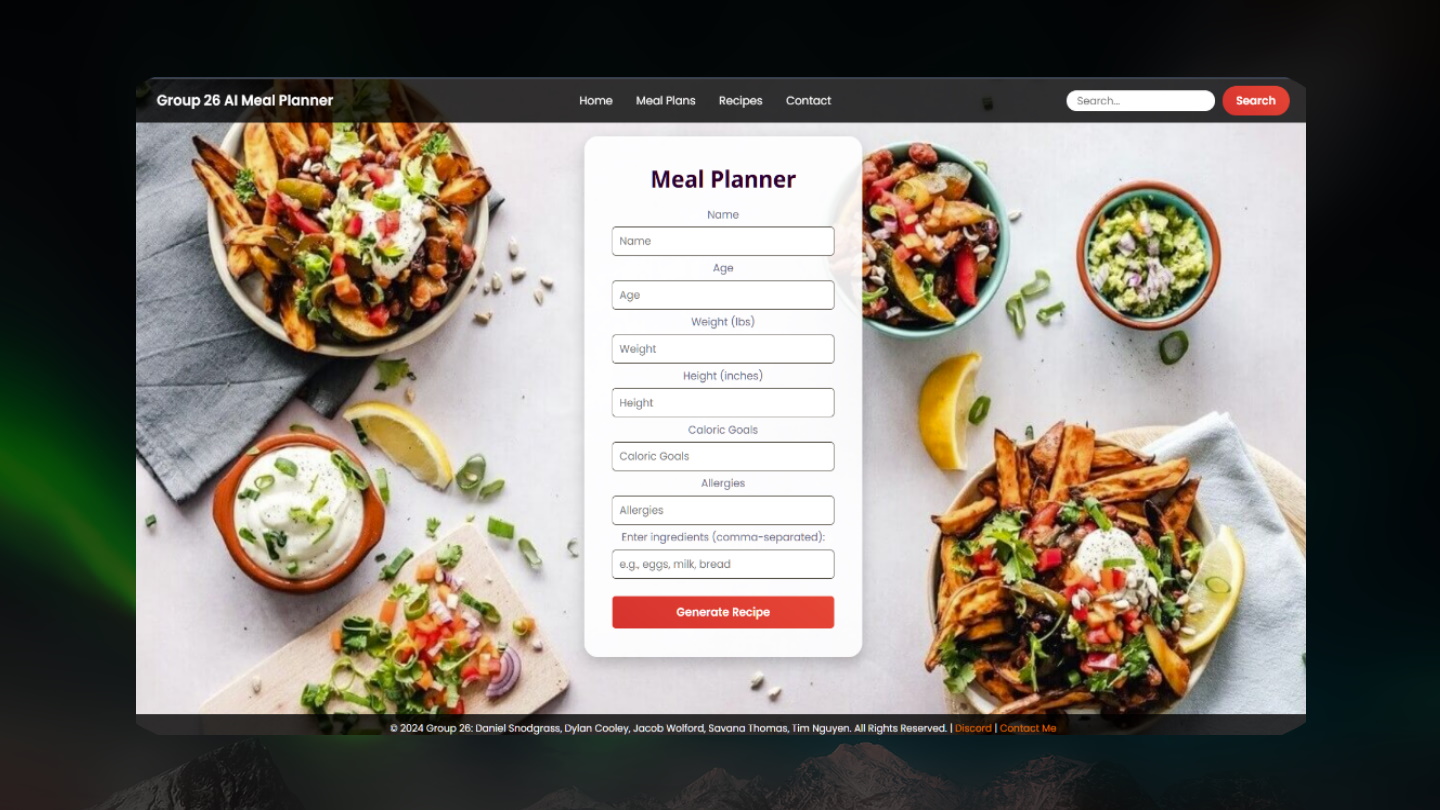 Group 26 AI Meal Planner
Home Meal Plans Recipes Contact
Search...
Search
Meal Planner
Name
Name
Age
Age
Weight (lbs)
Weight
Height (inches)
Height
Caloric Goals
Caloric Goals
Allergies
Allergies
Enter ingredients (comma-separated):
e.g., eggs, milk, bread
Generate Recipe
© 2024 Group 26: Daniel Snodgrass, Dylan Cooley, Jacob Wolford, Savana Thomas, Tim Nguyen. All Rights Reserved. | Discord | Contact Me